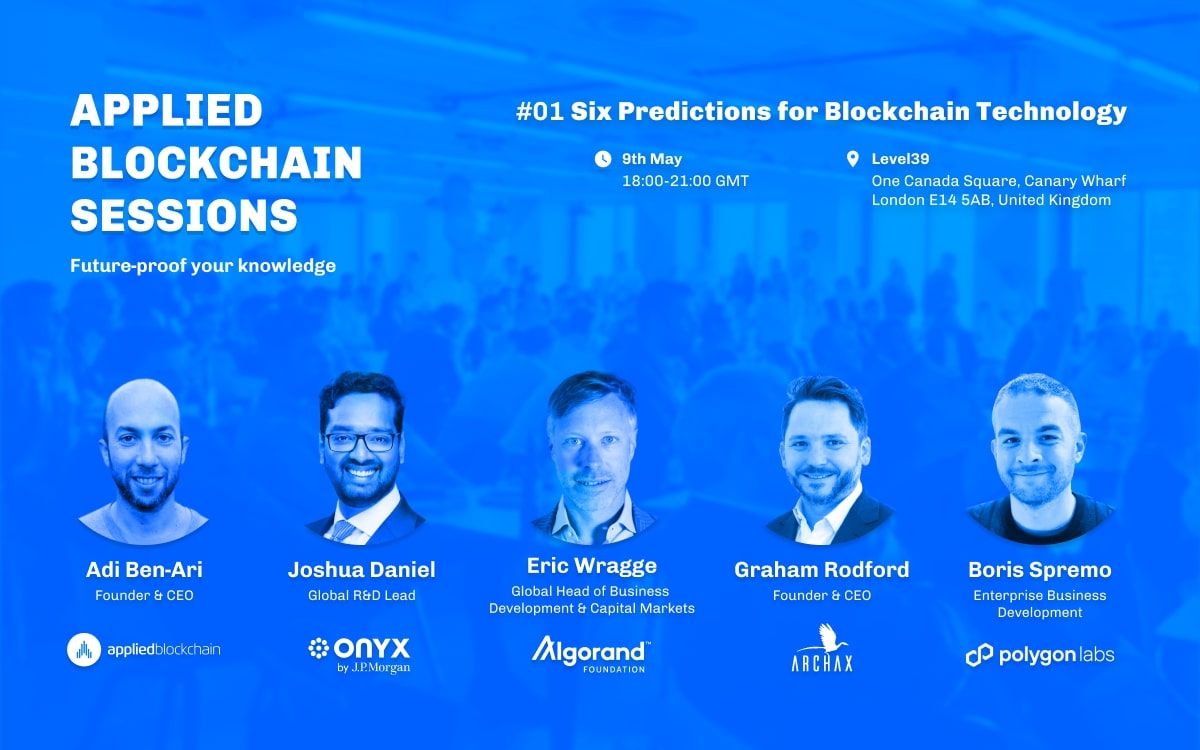 APPLIED
BLOCKCHAIN
SESSIONS
Future-proof your knowledge
#01 Six Predictions for Blockchain Technology
9th May
18:00-21:00 GMT
Level39
One Canada Square, Canary Wharf
London E14 5AB, United Kingdom
Adi Ben-Ari
Founder & CEO
appliedblockchain
Joshua Daniel
Global R&D Lead
ONYX
by J.P.Morgan
Eric Wragge
Global Head of Business
Development & Capital Markets
Algorand™
FOUNDATION
Graham Rodford
Founder & CEO
ARCHAX
Boris Spremo
Enterprise Business
Development
polygon labs